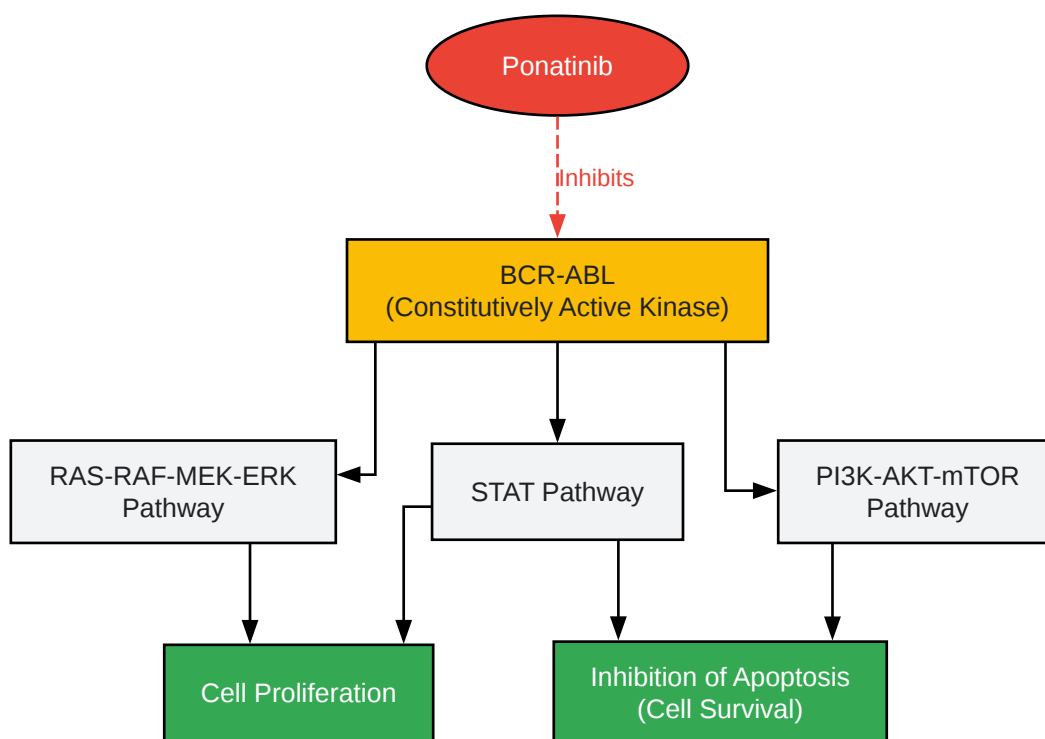 Ponatinib
Inhibits
BCR-ABL
(Constitutively Active Kinase)
RAS-RAF-MEK-ERK
Pathway
STAT Pathway
PI3K-AKT-mTOR
Pathway
Cell Proliferation
Inhibition of Apoptosis
(Cell Survival)